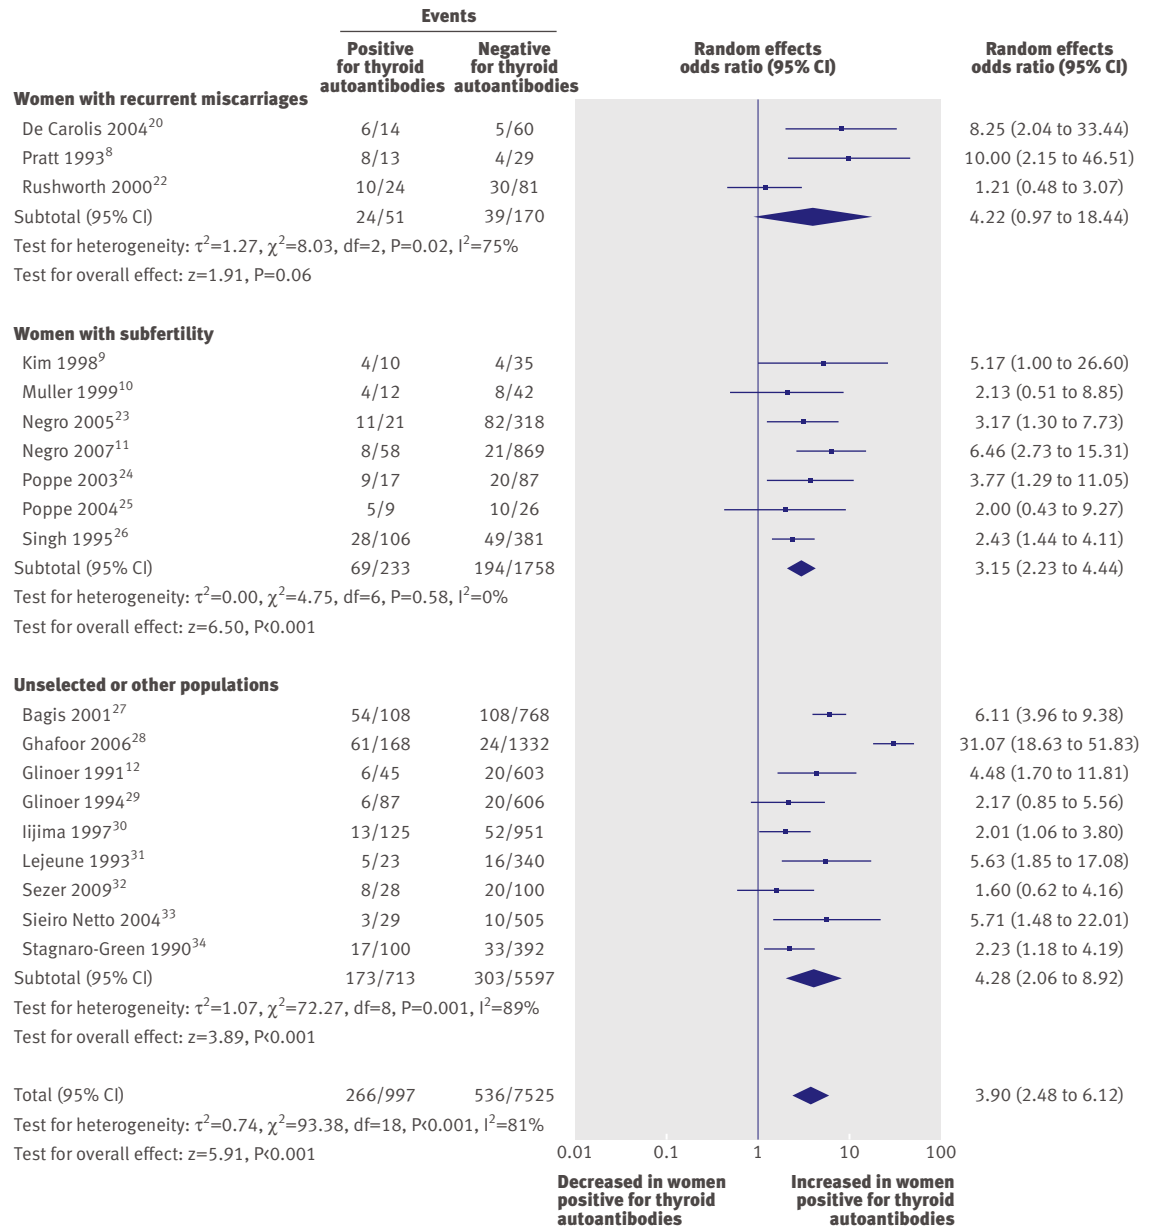 Events
Positive for thyroid autoantibodies Negative for thyroid autoantibodies Random effects odds ratio (95% CI) Random effects odds ratio (95% CI)
Women with recurrent miscarriages
De Carolis 2004²⁰ 6/14 5/60 8.25 (2.04 to 33.44)
Pratt 1993⁸ 8/13 4/29 10.00 (2.15 to 46.51)
Rushworth 2000²² 10/24 30/81 1.21 (0.48 to 3.07)
Subtotal (95% CI) 24/51 39/170 4.22 (0.97 to 18.44)
Test for heterogeneity: τ²=1.27, χ²=8.03, df=2, P=0.02, I²=75%
Test for overall effect: z=1.91, P=0.06
Women with subfertility
Kim 1998⁹ 4/10 4/35 5.17 (1.00 to 26.60)
Muller 1999¹⁰ 4/12 8/42 2.13 (0.51 to 8.85)
Negro 2005²³ 11/21 82/318 3.17 (1.30 to 7.73)
Negro 2007¹¹ 8/58 21/869 6.46 (2.73 to 15.31)
Poppe 2003²⁴ 9/17 20/87 3.77 (1.29 to 11.05)
Poppe 2004²⁵ 5/9 10/26 2.00 (0.43 to 9.27)
Singh 1995²⁶ 28/106 49/381 2.43 (1.44 to 4.11)
Subtotal (95% CI) 69/233 194/1758 3.15 (2.23 to 4.44)
Test for heterogeneity: τ²=0.00, χ²=4.75, df=6, P=0.58, I²=0%
Test for overall effect: z=6.50, P<0.001
Unselected or other populations
Bagis 2001²⁷ 54/108 108/768 6.11 (3.96 to 9.38)
Ghafoor 2006²⁸ 61/168 24/1332 31.07 (18.63 to 51.83)
Glinoer 1991¹² 6/45 20/603 4.48 (1.70 to 11.81)
Glinoer 1994²⁹ 6/87 20/606 2.17 (0.85 to 5.56)
Iijima 1997³⁰ 13/125 52/951 2.01 (1.06 to 3.80)
Lejeune 1993³¹ 5/23 16/340 5.63 (1.85 to 17.08)
Sezer 2009³² 8/28 20/100 1.60 (0.62 to 4.16)
Sieiro Netto 2004³³ 3/29 10/505 5.71 (1.48 to 22.01)
Stagnaro-Green 1990³⁴ 17/100 33/392 2.23 (1.18 to 4.19)
Subtotal (95% CI) 173/713 303/5597 4.28 (2.06 to 8.92)
Test for heterogeneity: τ²=1.07, χ²=72.27, df=8, P=0.001, I²=89%
Test for overall effect: z=3.89, P<0.001
Total (95% CI) 266/997 536/7525 3.90 (2.48 to 6.12)
Test for heterogeneity: τ²=0.74, χ²=93.38, df=18, P<0.001, I²=81%
Test for overall effect: z=5.91, P<0.001
0.01 0.1 1 10 100
Decreased in women positive for thyroid autoantibodies Increased in women positive for thyroid autoantibodies